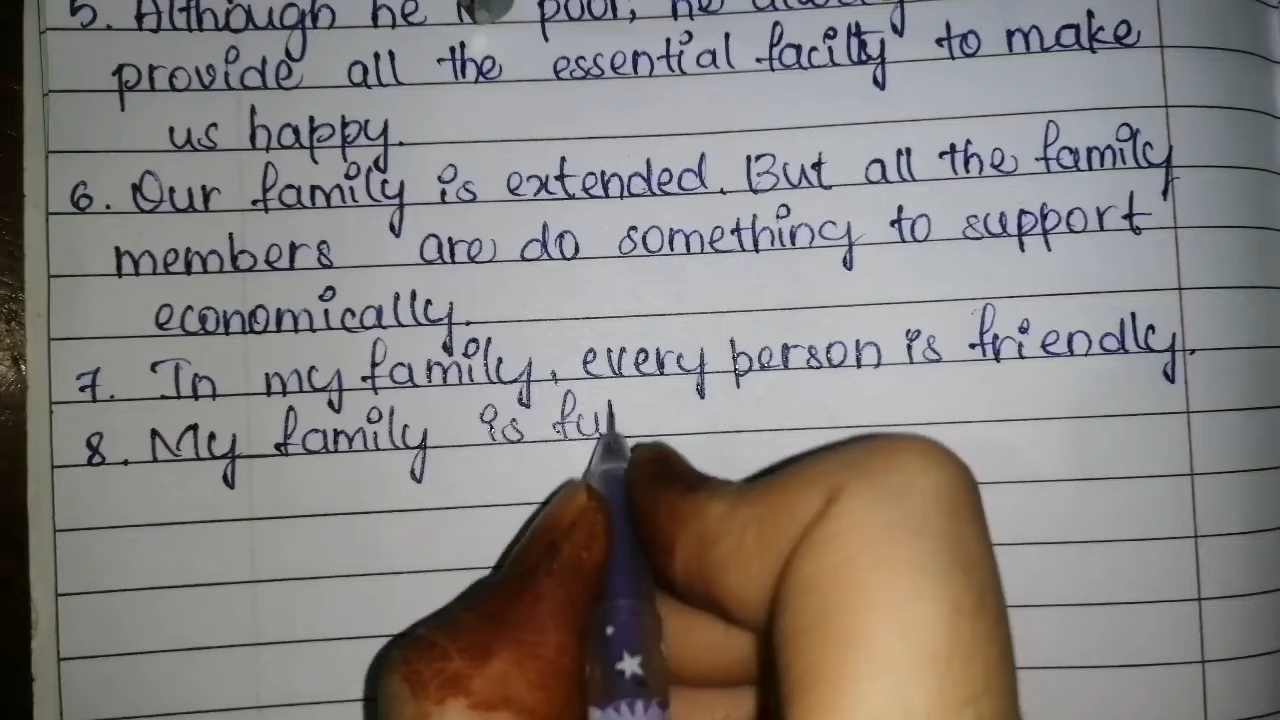 5. Although he poor, he
provide all the essential facilty to make
us happy.
6. Our family is extended. But all the family
members are do something to support
economically.
7. In my family, every person is friendly.
8. My family is ful